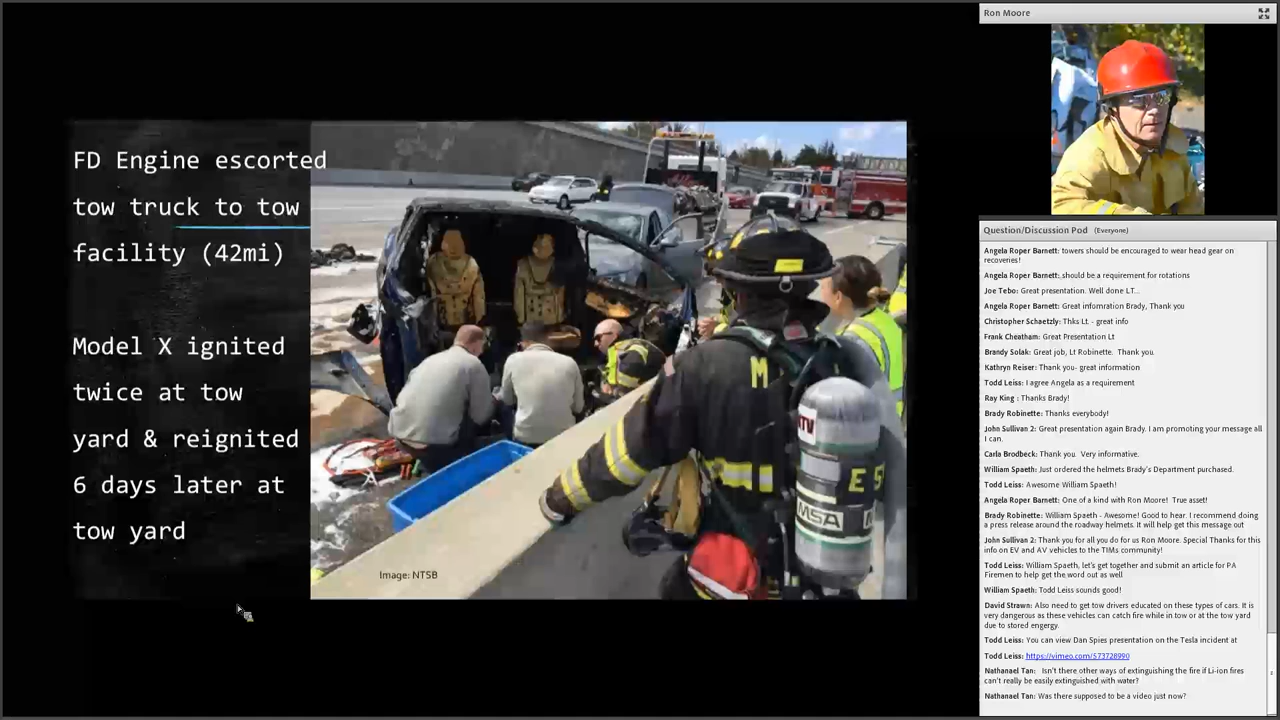 Ron Moore
FD Engine escorted
tow truck to tow
facility (42mi)
Model X ignited
twice at tow
yard & reignited
6 days later at
tow yard
M
MSA
E S
Image: NTSB
Question/Discussion Pod (Everyone)
Angela Roper Barnett: towers should be encouraged to wear head gear on
recoveries!
Angela Roper Barnett: should be a requirement for rotations
Joe Tebo: Great presentation. Well done LT...
Angela Roper Barnett: Great infomration Brady, Thank you
Christopher Schaetzly: Thks Lt. - great info
Frank Cheatham: Great Presentation Lt
Brandy Solak: Great job, Lt Robinette. Thank you.
Kathryn Reiser: Thank you- great information
Todd Leiss: I agree Angela as a requirement
Ray King : Thanks Brady!
Brady Robinette: Thanks everybody!
John Sullivan 2: Great presentation again Brady. I am promoting your message all
I can.
Carla Brodbeck: Thank you. Very informative.
William Spaeth: Just ordered the helmets Brady's Department purchased.
Todd Leiss: Awesome William Spaeth!
Angela Roper Barnett: One of a kind with Ron Moore! True asset!
Brady Robinette: William Spaeth - Awesome! Good to hear. I recommend doing
a press release around the roadway helmets. It will help get this message out
John Sullivan 2: Thank you for all you do for us Ron Moore. Special Thanks for this
info on EV and AV vehicles to the TIMs community!
Todd Leiss: William Spaeth, let's get together and submit an article for PA
Firemen to help get the word out as well
William Spaeth: Todd Leiss sounds good!
David Strawn: Also need to get tow drivers educated on these types of cars. It is
very dangerous as these vehicles can catch fire while in tow or at the tow yard
due to stored engergy.
Todd Leiss: You can view Dan Spies presentation on the Tesla incident at
Todd Leiss: https://vimeo.com/573728990
Nathanael Tan: Isn't there other ways of extinguishing the fire if Li-ion fires
can't really be easily extinguished with water?
Nathanael Tan: Was there supposed to be a video just now?